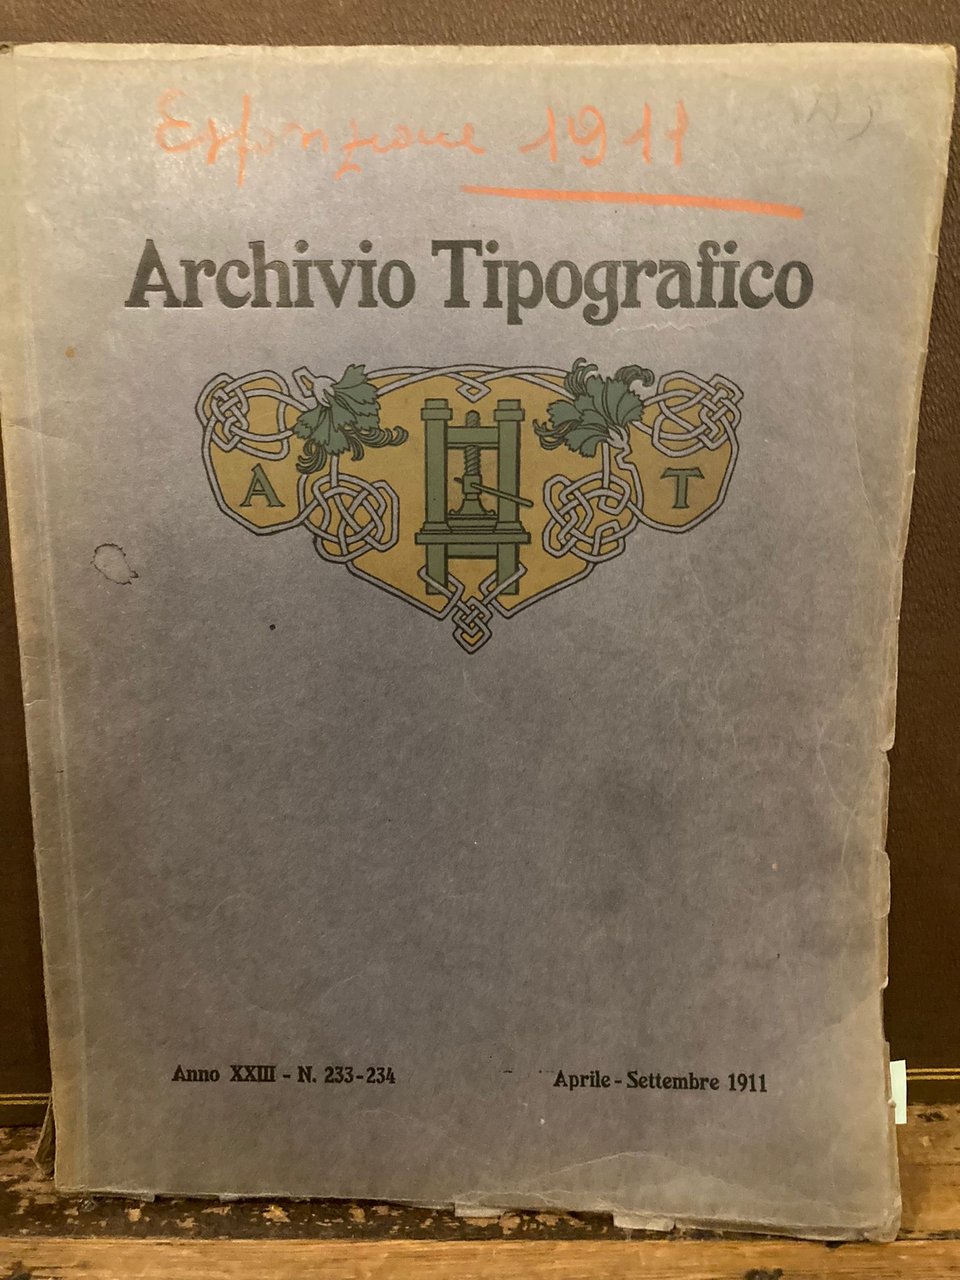 Esposizione 1911
Archivio Tipografico
A T
Anno XXIII - N. 233-234
Aprile - Settembre 1911